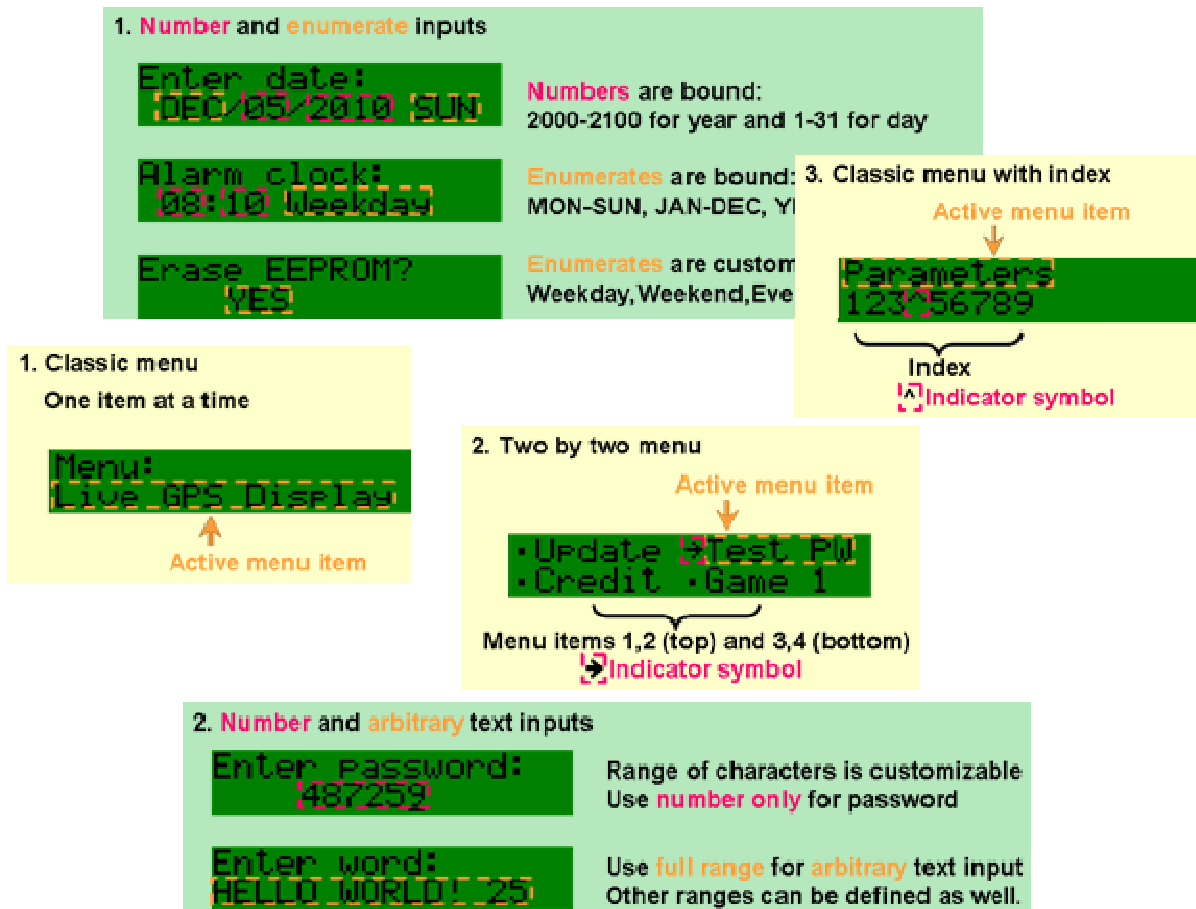 1. Number and enumerate inputs
Enter date:
DEC/05/2010 SUN
Numbers are bound:
2000-2100 for year and 1-31 for day
Alarm clock:
08:10 Weekday
Enumerates are bound:
MON-SUN, JAN-DEC,
Erase EEPROM?
YES
Enumerates are
Weekday,Weekend,
3. Classic menu with index
Active menu item
Parameters
123^56789
Index
^ Indicator symbol
1. Classic menu
One item at a time
Menu:
Live GPS Display
Active menu item
2. Two by two menu
Active menu item
·Update →Test PW
·Credit ·Game 1
Menu items 1,2 (top) and 3,4 (bottom)
→ Indicator symbol
2. Number and arbitrary text inputs
Enter password:
487259
Range of characters is customizable
Use number only for password
Enter word:
HELLO WORLD! 25
Use full range for arbitrary text input
Other ranges can be defined as well.